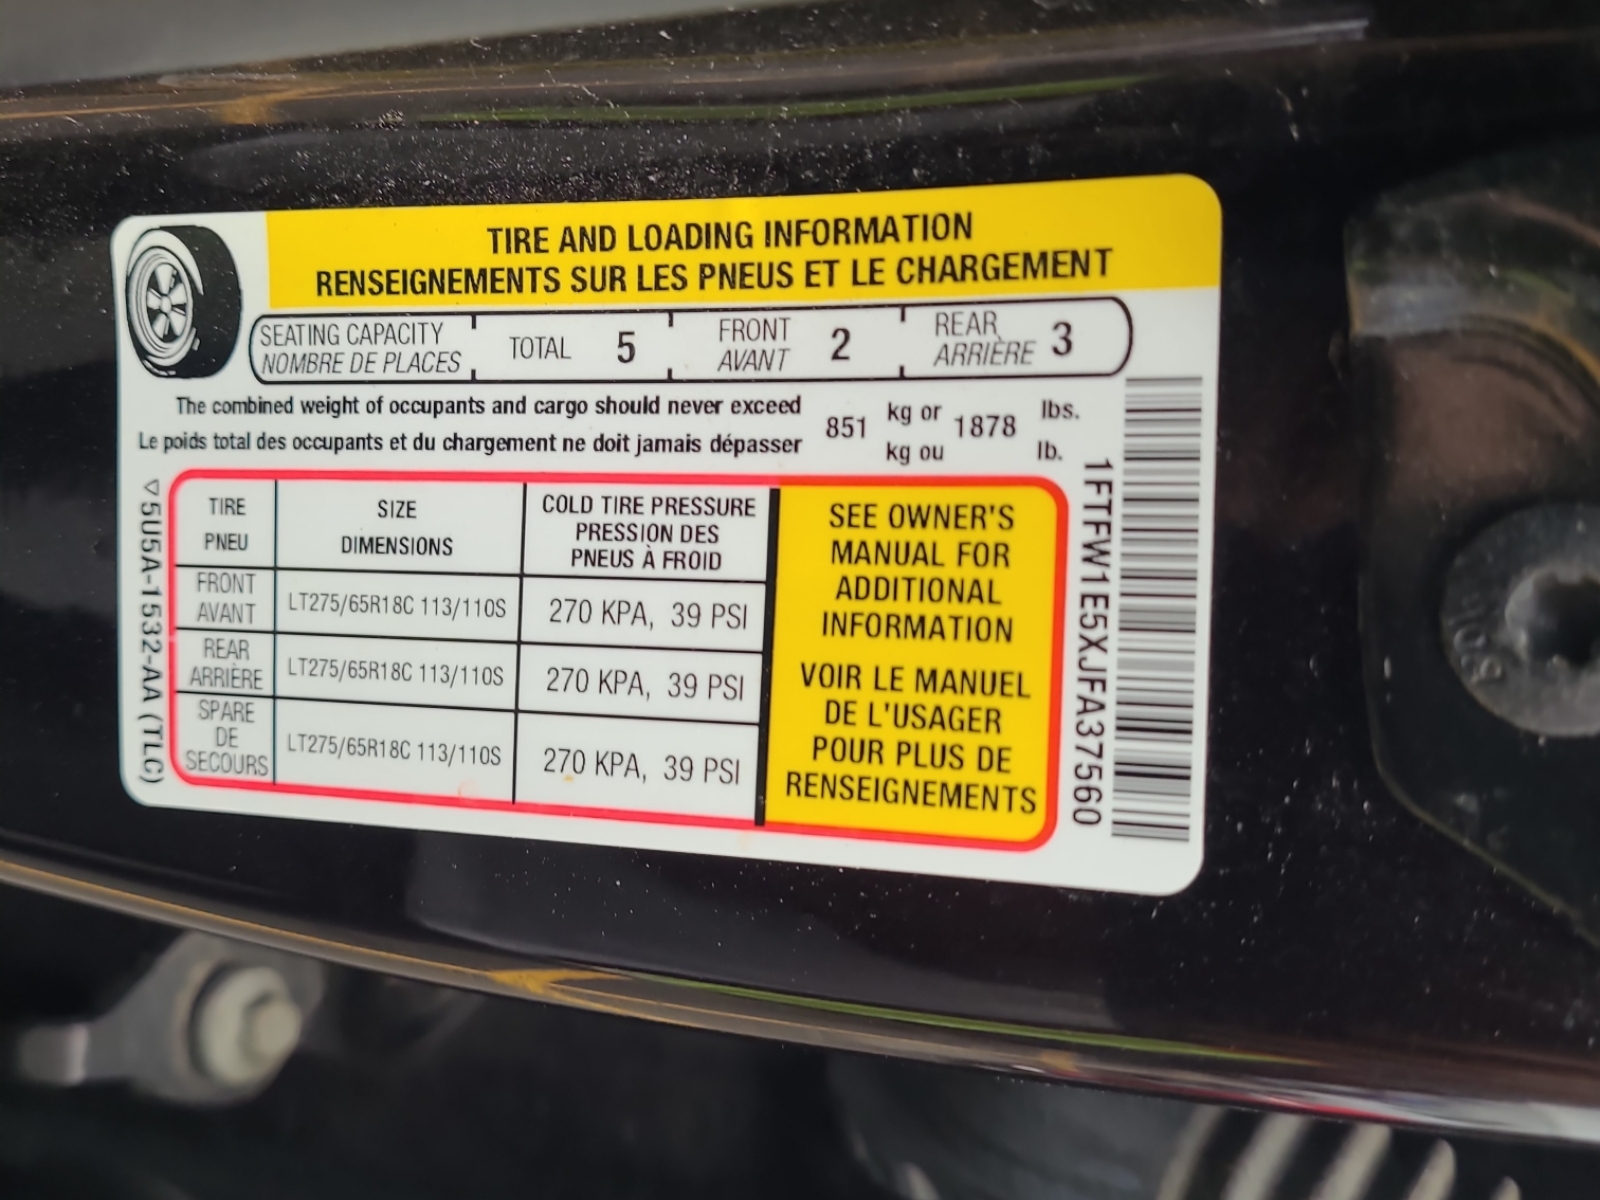 TIRE AND LOADING INFORMATION
RENSEIGNEMENTS SUR LES PNEUS ET LE CHARGEMENT
SEATING CAPACITY TOTAL 5 FRONT 2 REAR 3
NOMBRE DE PLACES AVANT ARRIÈRE
The combined weight of occupants and cargo should never exceed 851 kg or 1878 lbs.
Le poids total des occupants et du chargement ne doit jamais dépasser kg ou lb.
TIRE SIZE COLD TIRE PRESSURE
PNEU DIMENSIONS PRESSION DES
PNEUS À FROID
FRONT
AVANT LT275/65R18C 113/110S 270 KPA, 39 PSI
REAR
ARRIÈRE LT275/65R18C 113/110S 270 KPA, 39 PSI
SPARE
DE
SECOURS LT275/65R18C 113/110S 270 KPA, 39 PSI
SEE OWNER'S
MANUAL FOR
ADDITIONAL
INFORMATION
VOIR LE MANUEL
DE L'USAGER
POUR PLUS DE
RENSEIGNEMENTS
5U5A-1532-AA (TLC)
1FTFW1E5XJFA37560